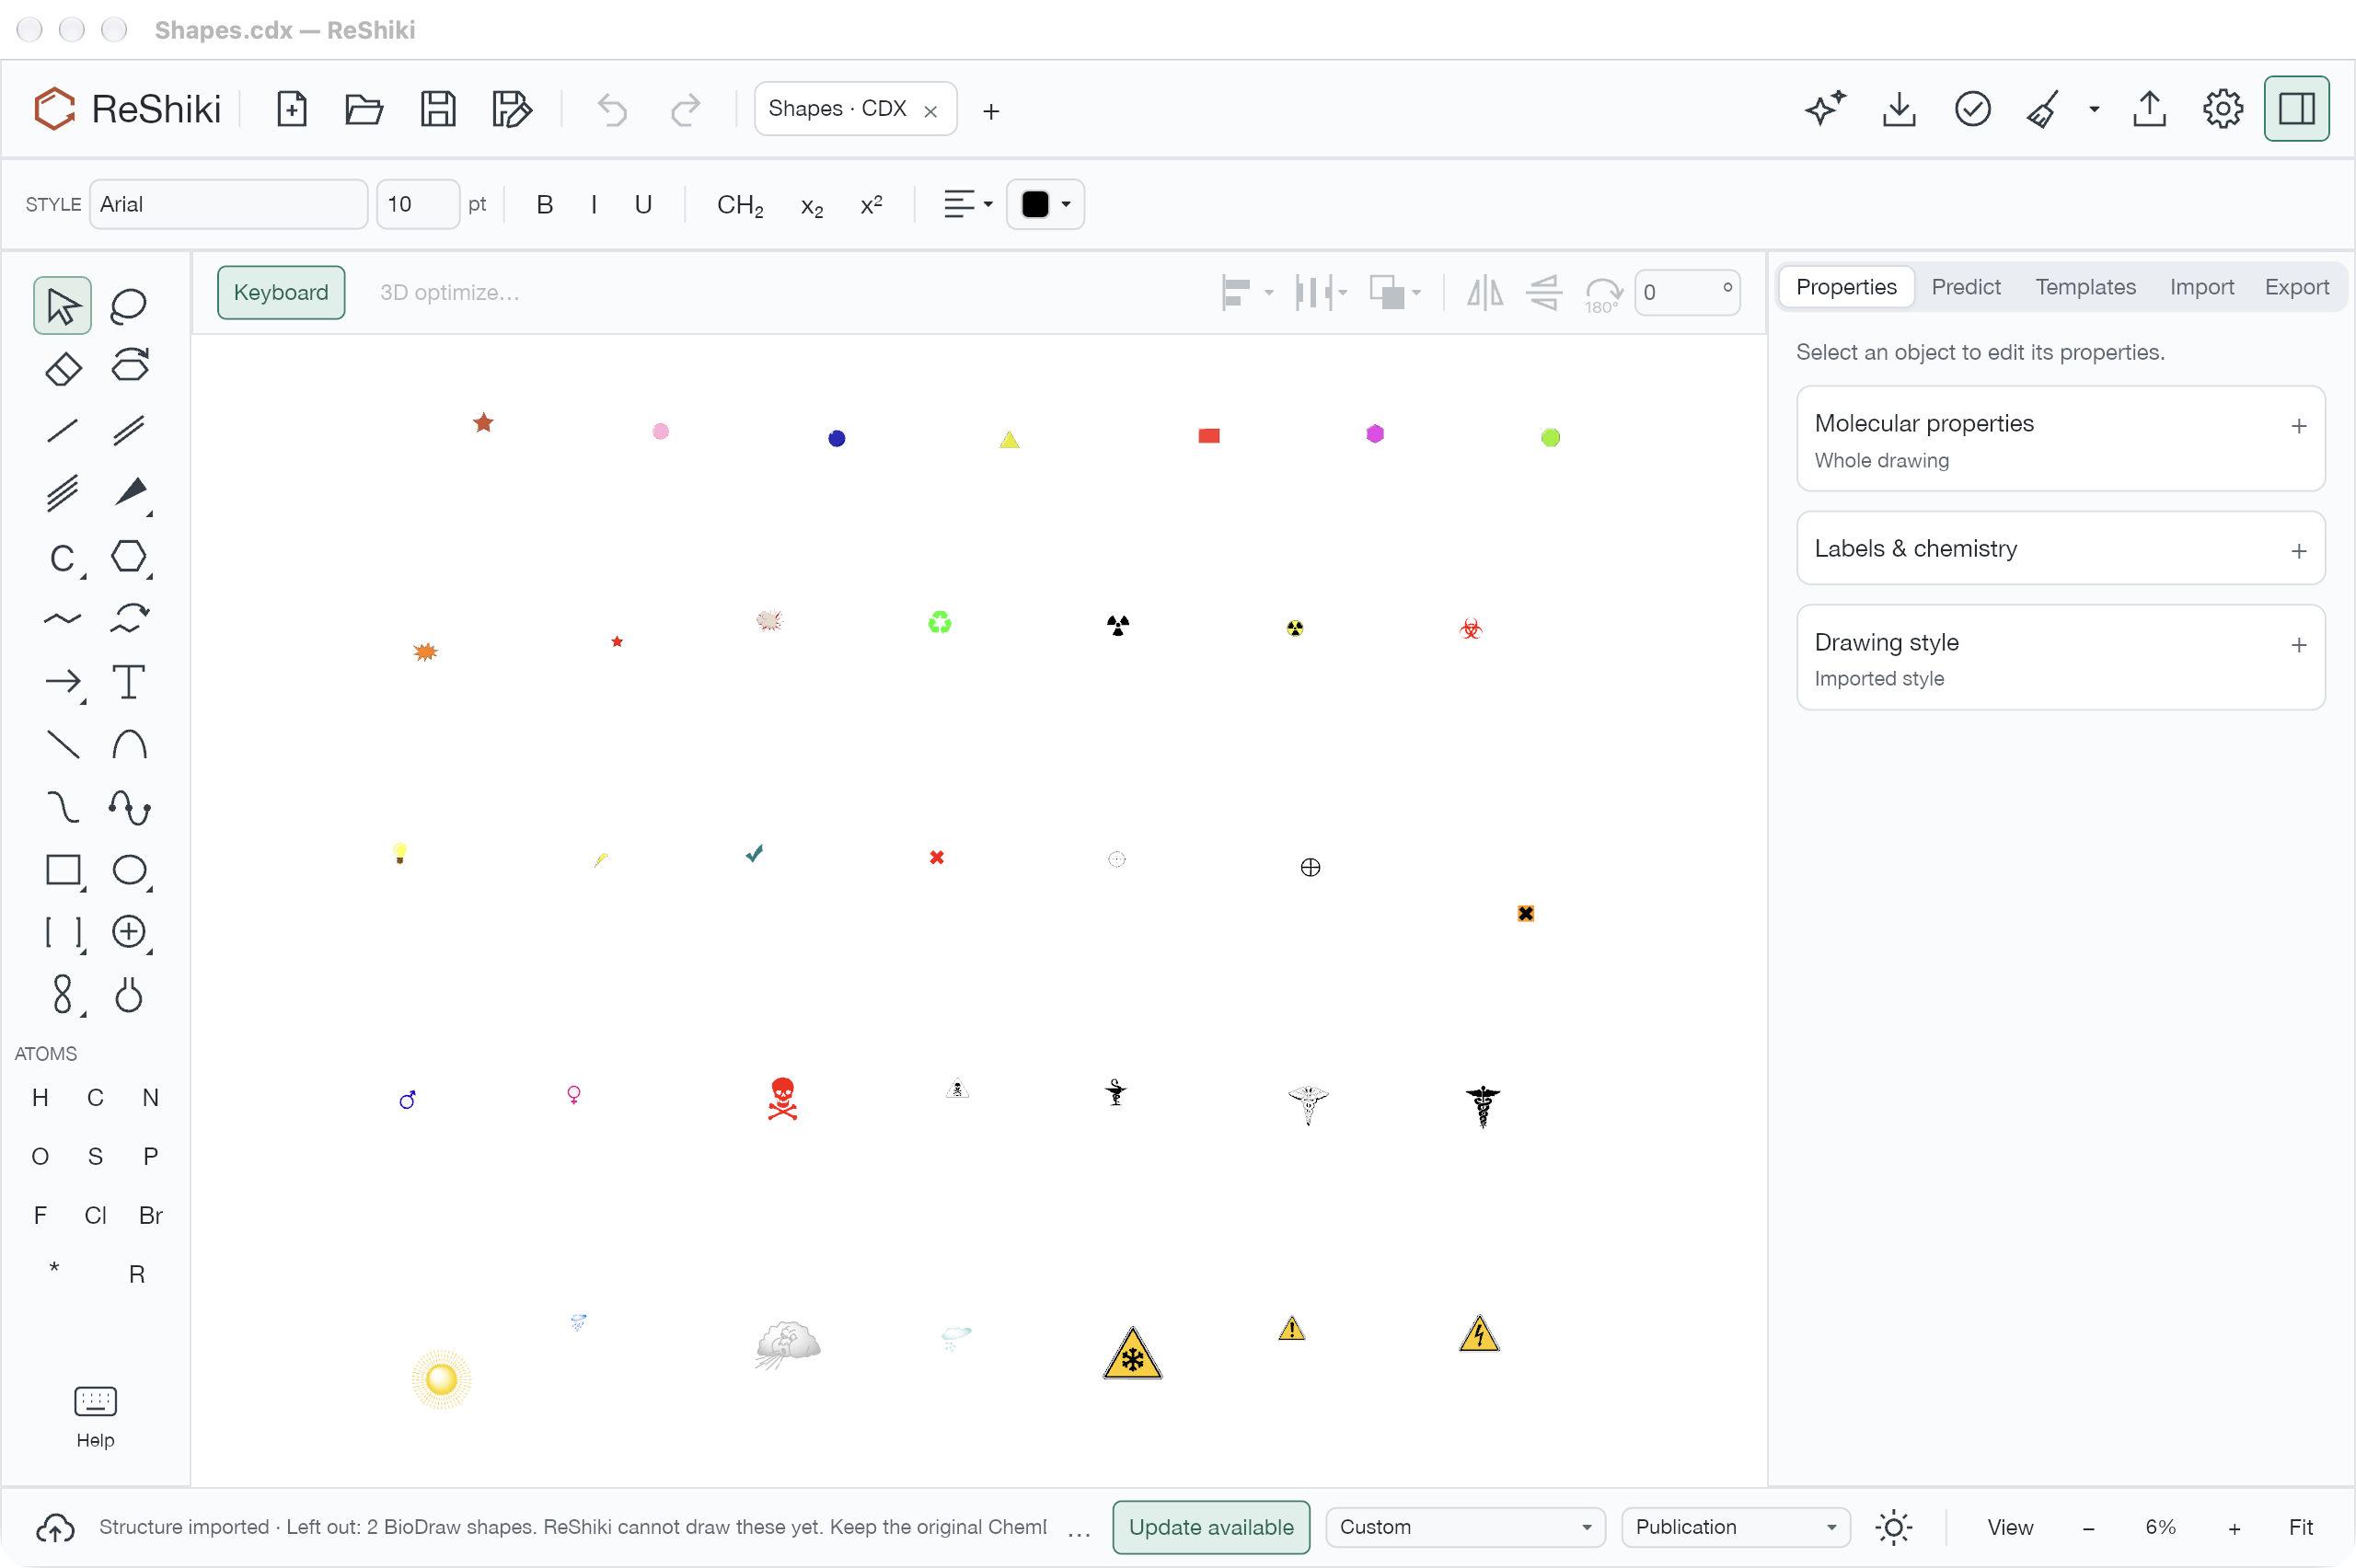 Shapes.cdx — ReShiki
ReShiki
Shapes · CDX
STYLE Arial 10 pt B I U CH₂ x₂ x²
Keyboard 3D optimize... 180° 0 °
Properties Predict Templates Import Export
Select an object to edit its properties.
Molecular properties
Whole drawing
Labels & chemistry
Drawing style
Imported style
C
T
ATOMS
H C N
O S P
F Cl Br
* R
Help
Structure imported · Left out: 2 BioDraw shapes. ReShiki cannot draw these yet. Keep the original Chem ... Update available Custom Publication View − 6% + Fit